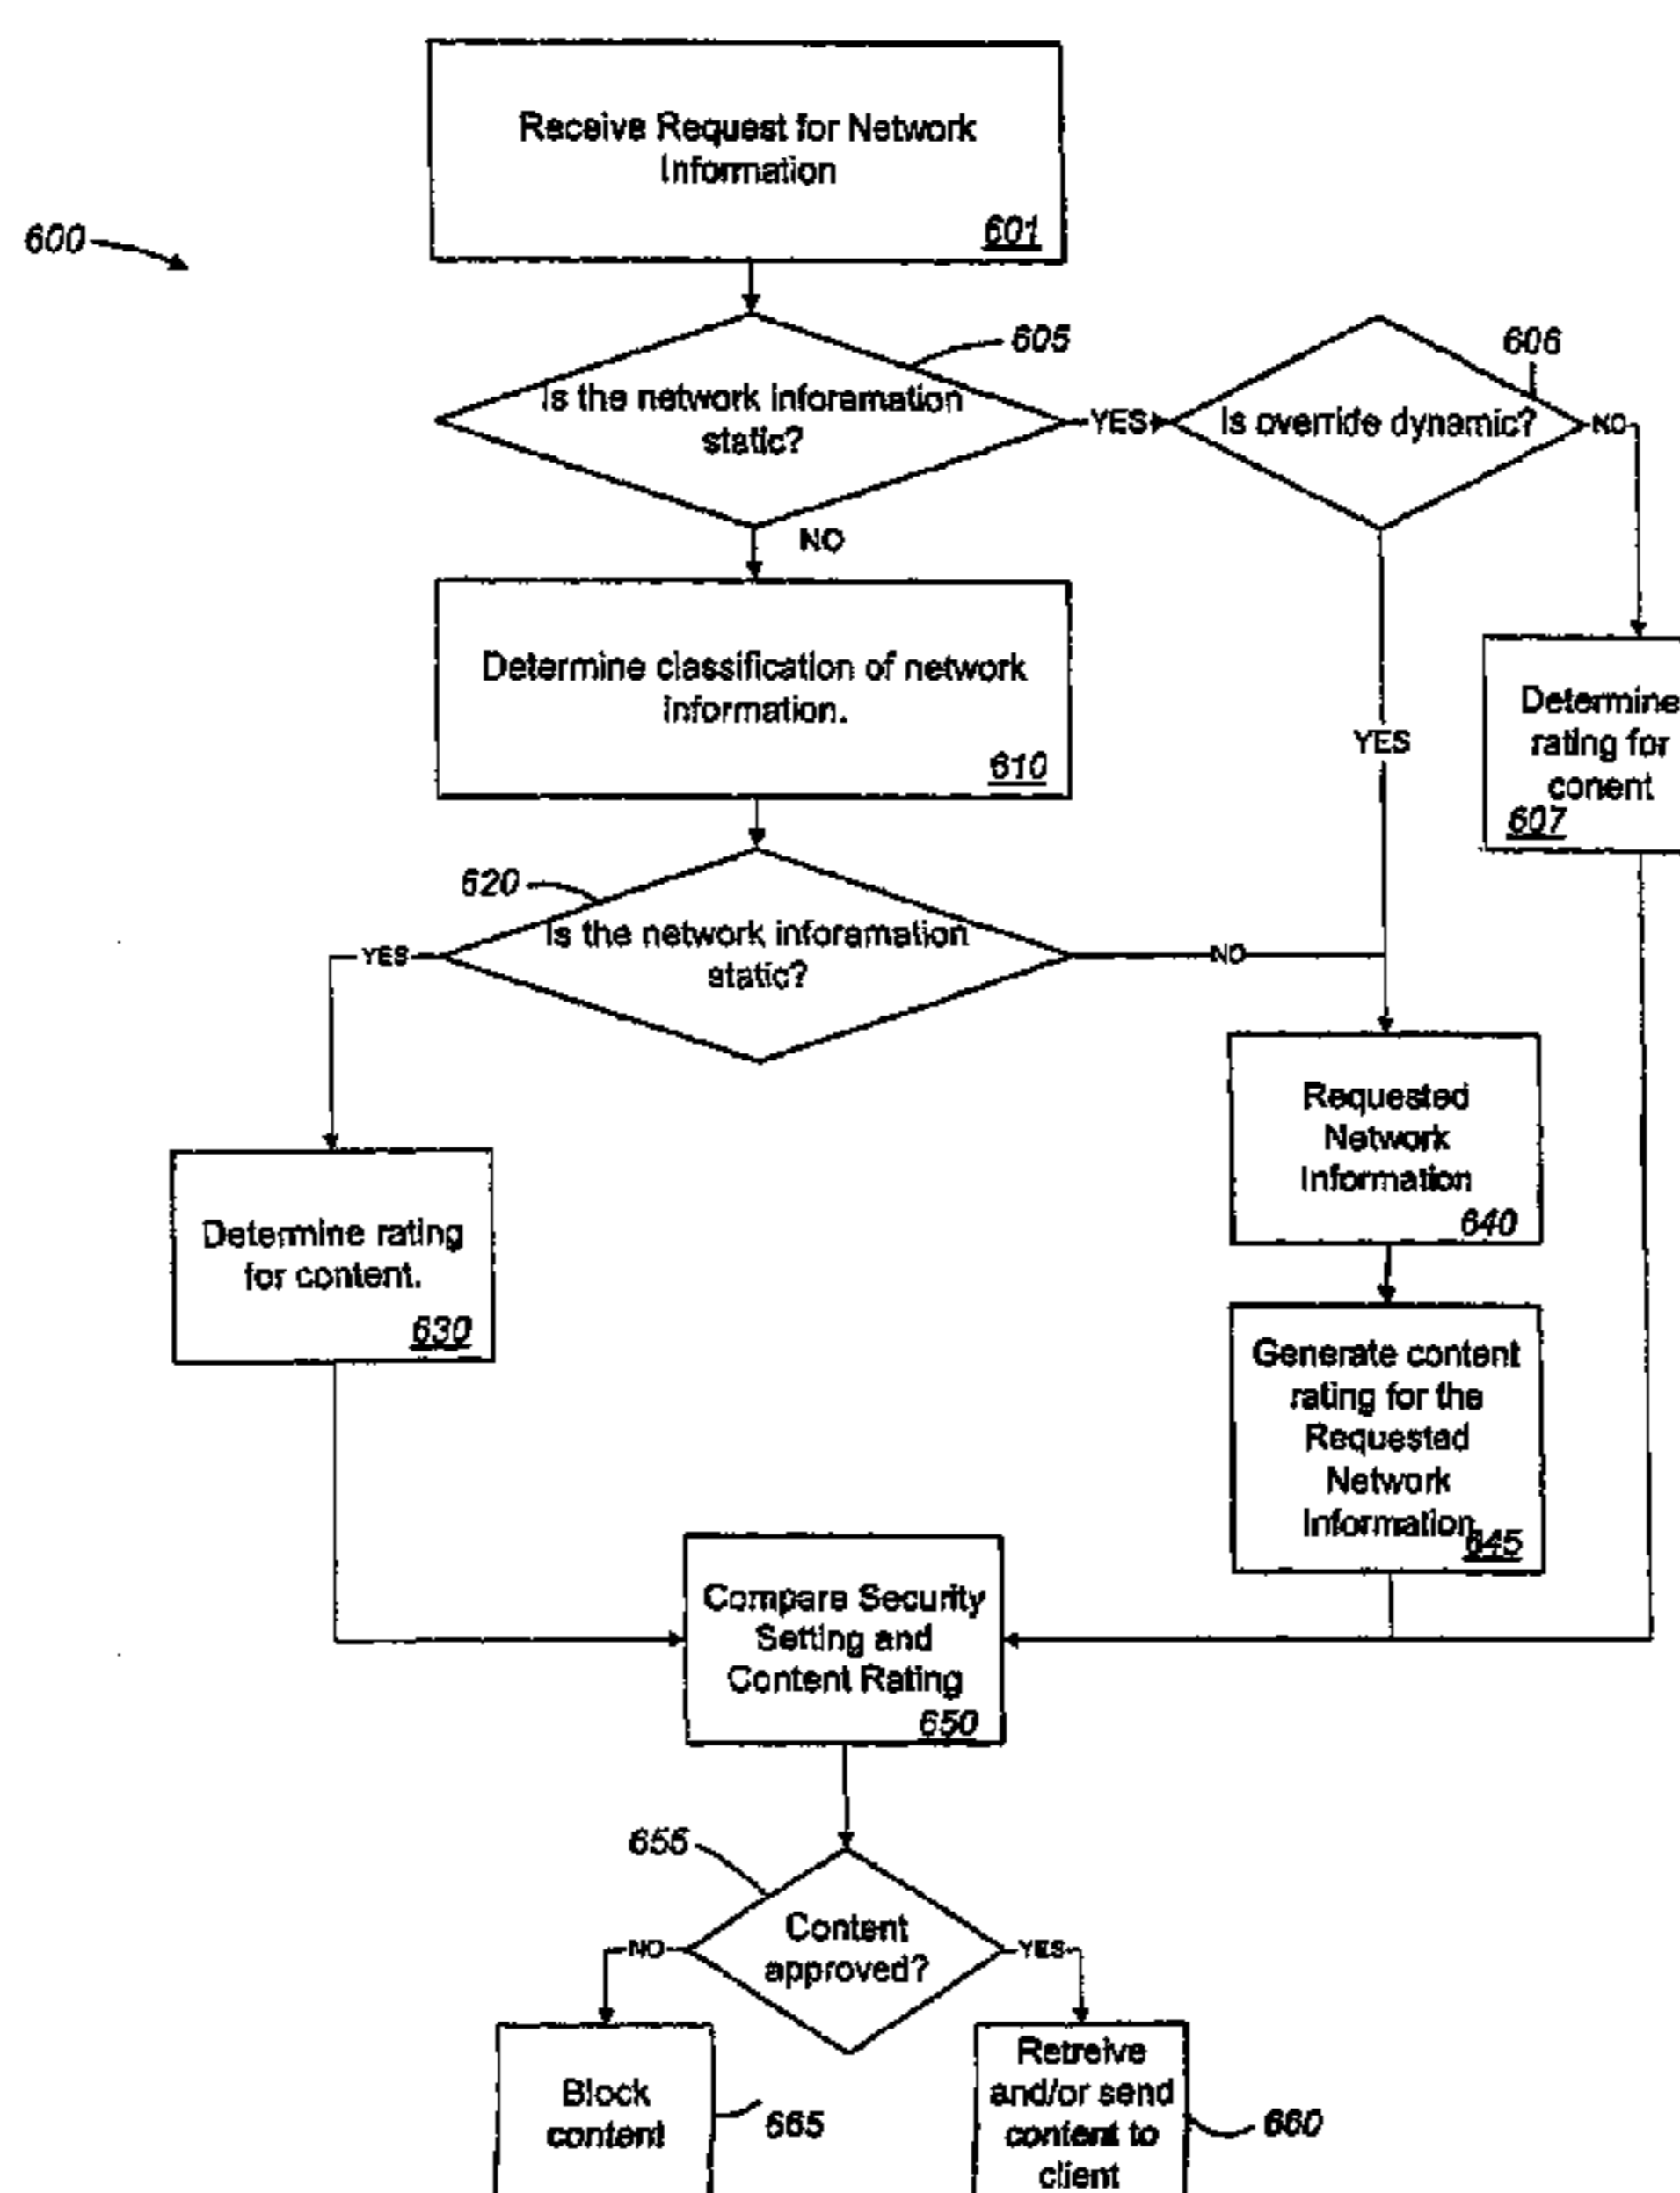 Receive Request for Network
Information
601
600
605
Is the network inforamation
static?
YES
606
Is override dynamic?
NO
NO
Determine classification of network
information.
610
YES
Determine
rating for
conent
607
620
Is the network inforamation
static?
YES
NO
Requested
Network
Information
640
Determine rating
for content.
630
Generate content
rating for the
Requested
Network
Information
645
Compare Security
Setting and
Content Rating
650
655
Content
approved?
NO
YES
Block
content
665
Retreive
and/or send
content to
client
660